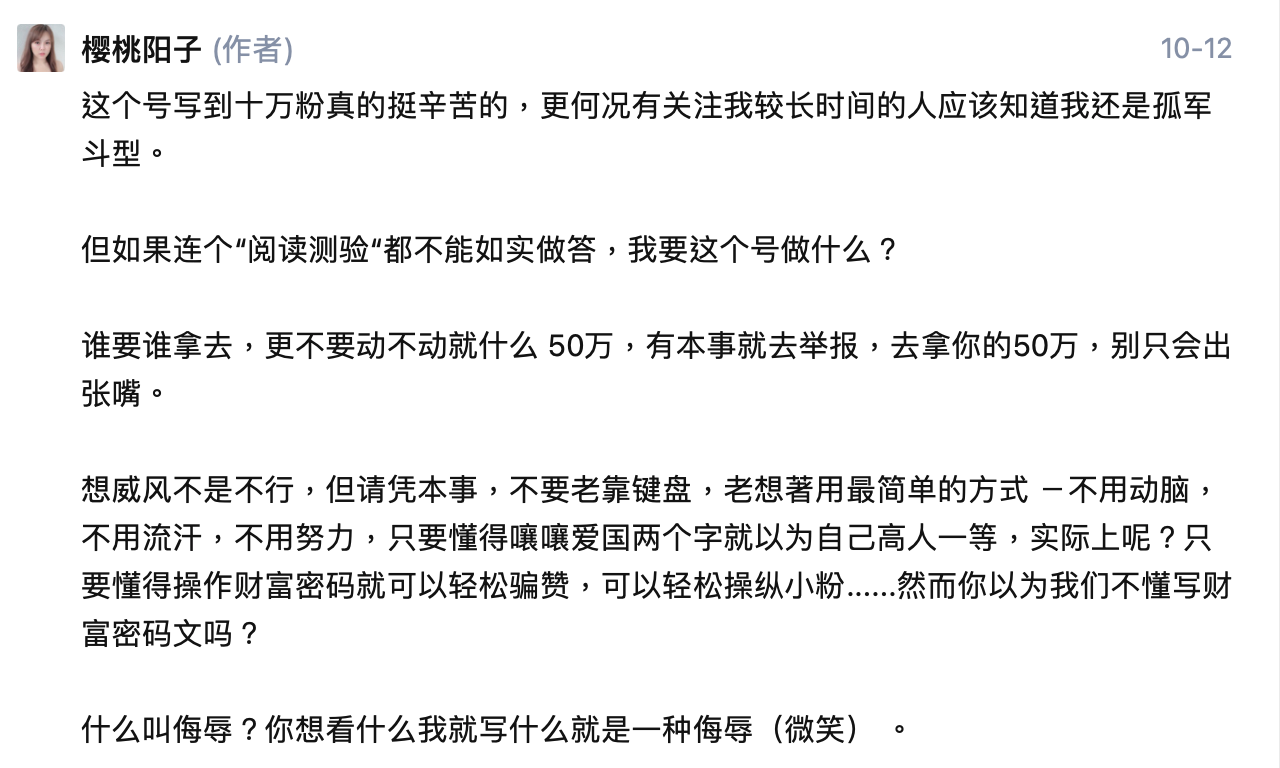 樱桃阳子 (作者) 10-12
这个号写到十万粉真的挺辛苦的，更何况有关注我较长时间的人应该知道我还是孤军
斗型。
但如果连个“阅读测验“都不能如实做答，我要这个号做什么？
谁要谁拿去，更不要动不动就什么 50万，有本事就去举报，去拿你的50万，别只会出
张嘴。
想威风不是不行，但请凭本事，不要老靠键盘，老想著用最简单的方式 －不用动脑，
不用流汗，不用努力，只要懂得嚷嚷爱国两个字就以为自己高人一等，实际上呢？只
要懂得操作财富密码就可以轻松骗赞，可以轻松操纵小粉......然而你以为我们不懂写财
富密码文吗？
什么叫侮辱？你想看什么我就写什么就是一种侮辱（微笑） 。